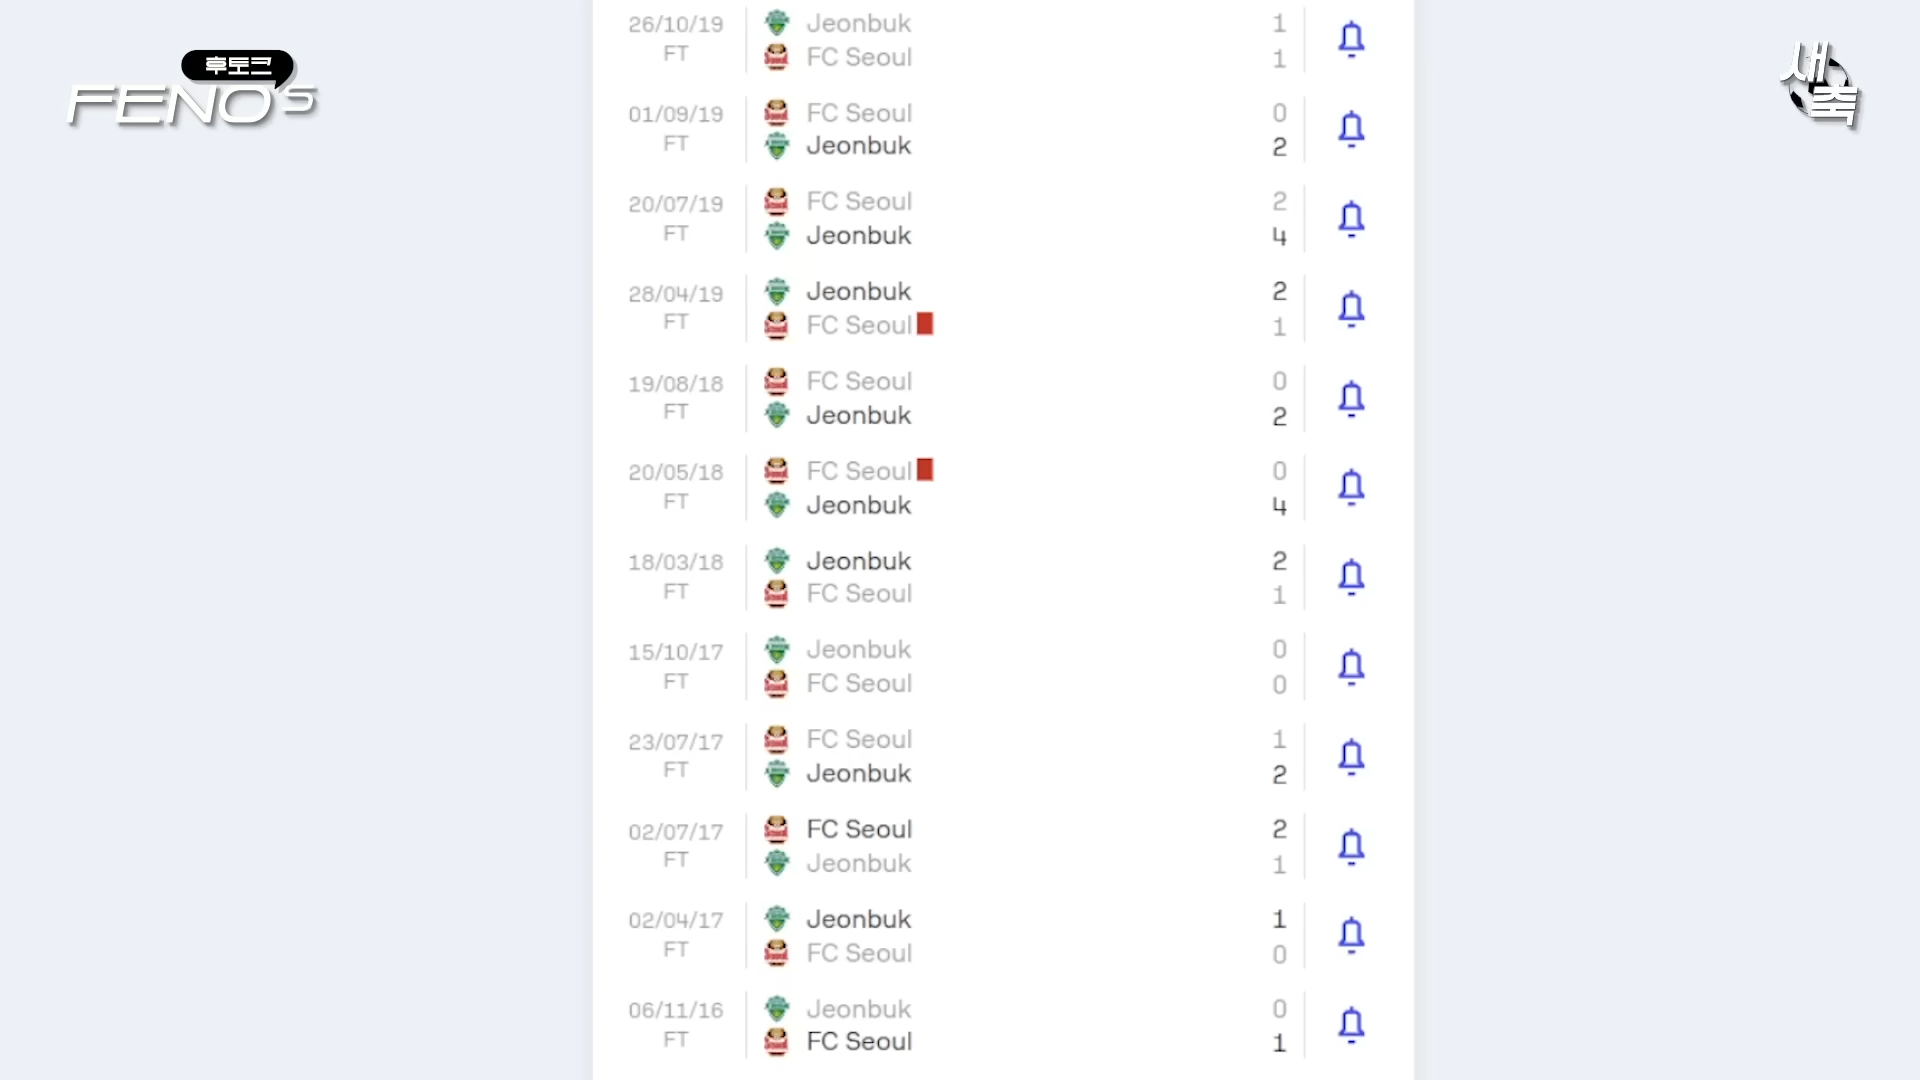 후토크
FENO'S
새축
26/10/19 Jeonbuk 1
FT FC Seoul 1
01/09/19 FC Seoul 0
FT Jeonbuk 2
20/07/19 FC Seoul 2
FT Jeonbuk 4
28/04/19 Jeonbuk 2
FT FC Seoul 1
19/08/18 FC Seoul 0
FT Jeonbuk 2
20/05/18 FC Seoul 0
FT Jeonbuk 4
18/03/18 Jeonbuk 2
FT FC Seoul 1
15/10/17 Jeonbuk 0
FT FC Seoul 0
23/07/17 FC Seoul 1
FT Jeonbuk 2
02/07/17 FC Seoul 2
FT Jeonbuk 1
02/04/17 Jeonbuk 1
FT FC Seoul 0
06/11/16 Jeonbuk 0
FT FC Seoul 1